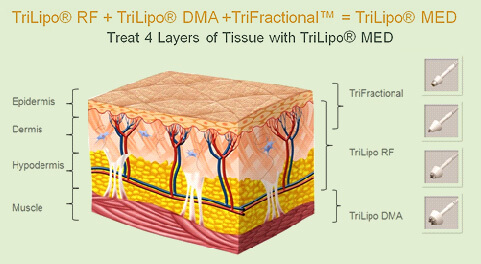 TriLipo® RF + TriLipo® DMA +TriFractional™ = TriLipo® MED
Treat 4 Layers of Tissue with TriLipo® MED
Epidermis
Dermis
Hypodermis
Muscle
TriFractional
TriLipo RF
TriLipo DMA